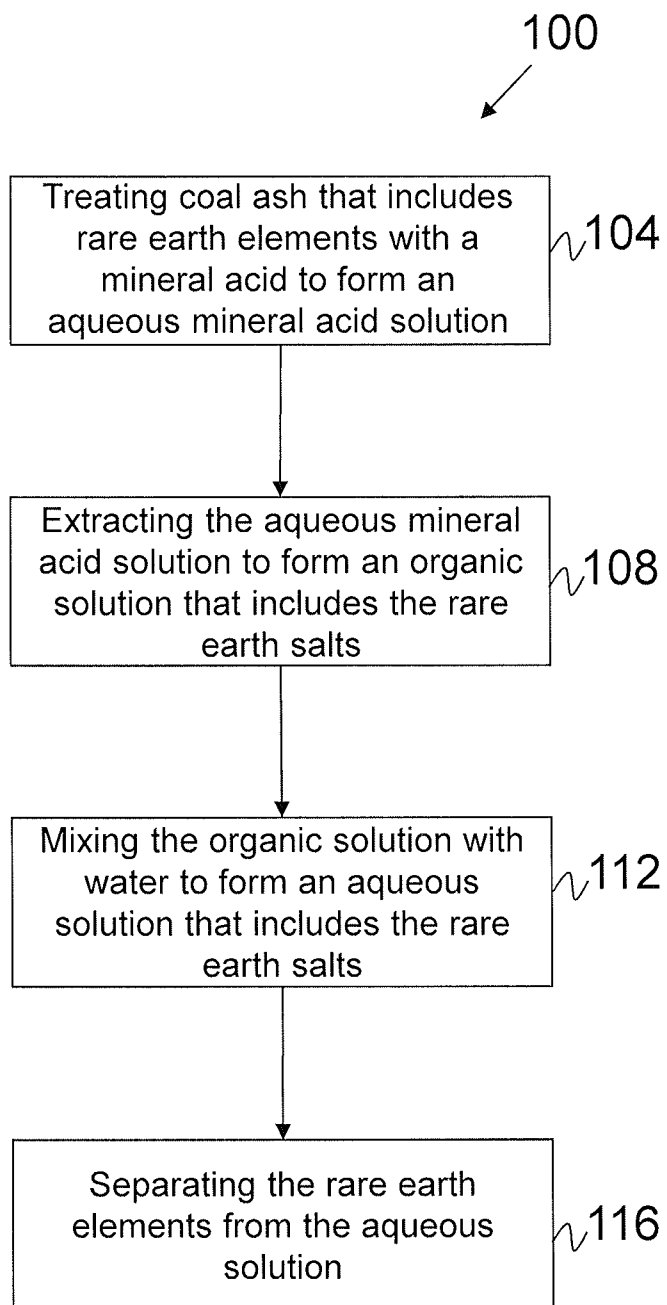 100
Treating coal ash that includes
rare earth elements with a
mineral acid to form an
aqueous mineral acid solution
104
Extracting the aqueous mineral
acid solution to form an organic
solution that includes the rare
earth salts
108
Mixing the organic solution with
water to form an aqueous
solution that includes the rare
earth salts
112
Separating the rare earth
elements from the aqueous
solution
116